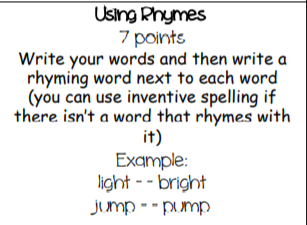 Using Rhymes
7 points
Write your words and then write a
rhyming word next to each word
(you can use inventive spelling if
there isn't a word that rhymes with
it)
Example:
light - - bright
jump - - pump